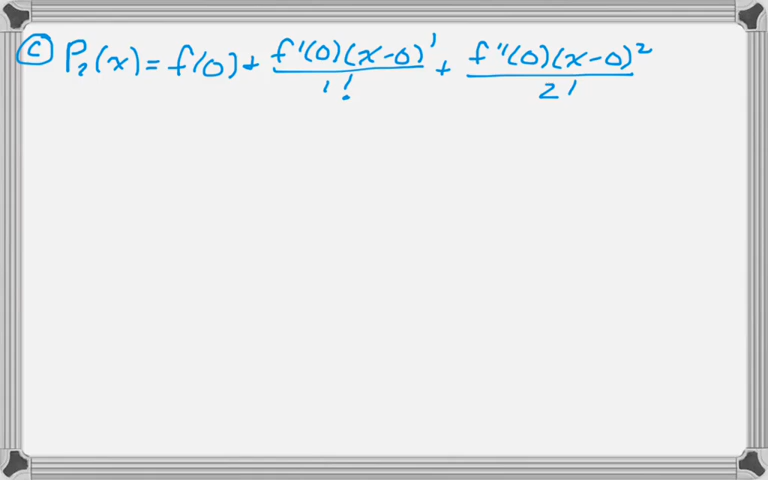 ⓒ P₂(x) = f(0) + f'(0)(x-0)¹/1! + f''(0)(x-0)²/2!